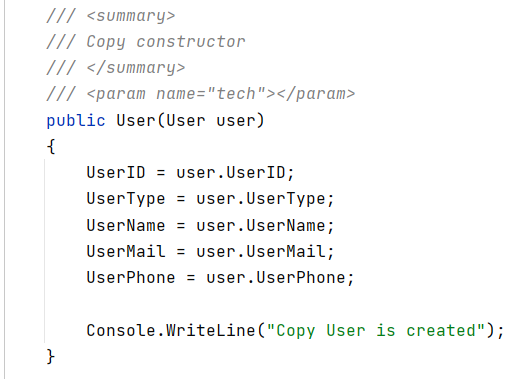 /// <summary>
/// Copy constructor
/// </summary>
/// <param name="tech"></param>
public User(User user)
{
    UserID = user.UserID;
    UserType = user.UserType;
    UserName = user.UserName;
    UserMail = user.UserMail;
    UserPhone = user.UserPhone;

    Console.WriteLine("Copy User is created");
}